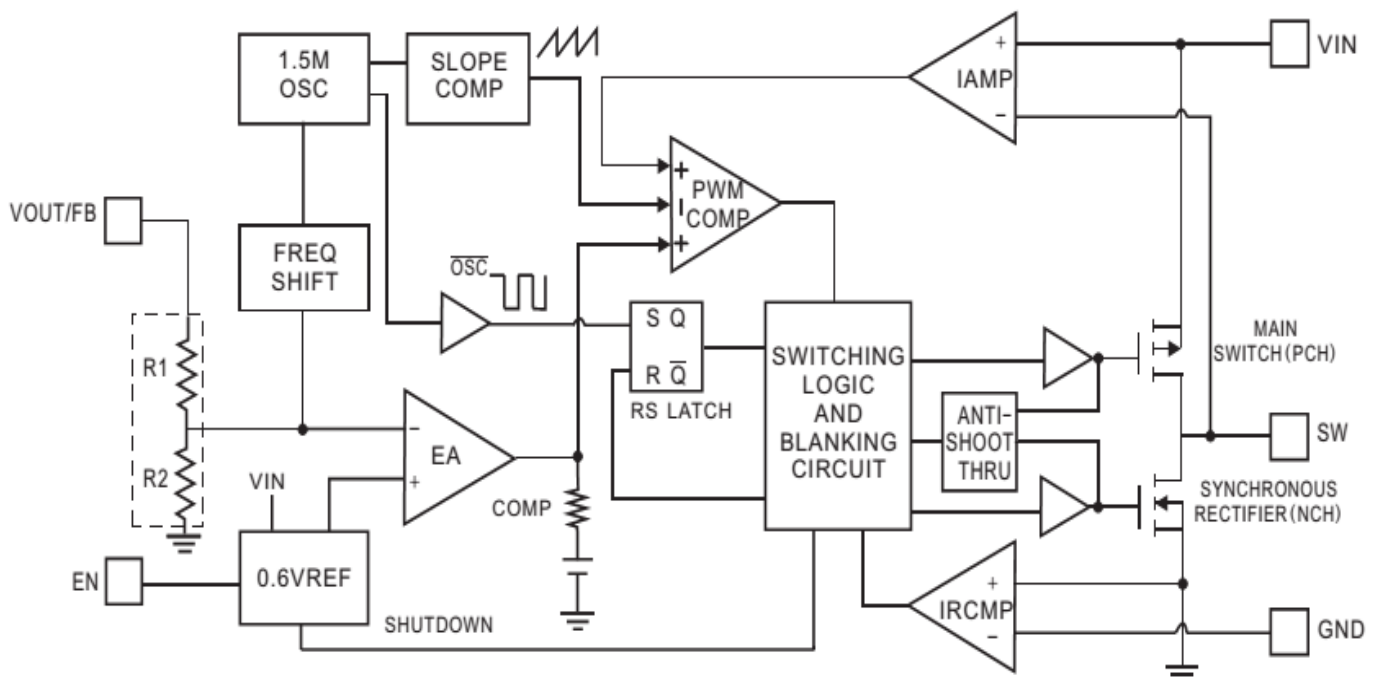 1.5M
OSC
SLOPE
COMP
+
IAMP
−
VIN
VOUT/FB
FREQ
SHIFT
+
−
+
PWM
COMP
OSC
R1
R2
S Q
R Q
RS LATCH
SWITCHING
LOGIC
AND
BLANKING
CIRCUIT
ANTI-
SHOOT
THRU
MAIN
SWITCH(PCH)
SW
SYNCHRONOUS
RECTIFIER(NCH)
−
EA
+
VIN
COMP
EN
0.6VREF
SHUTDOWN
+
IRCMP
−
GND